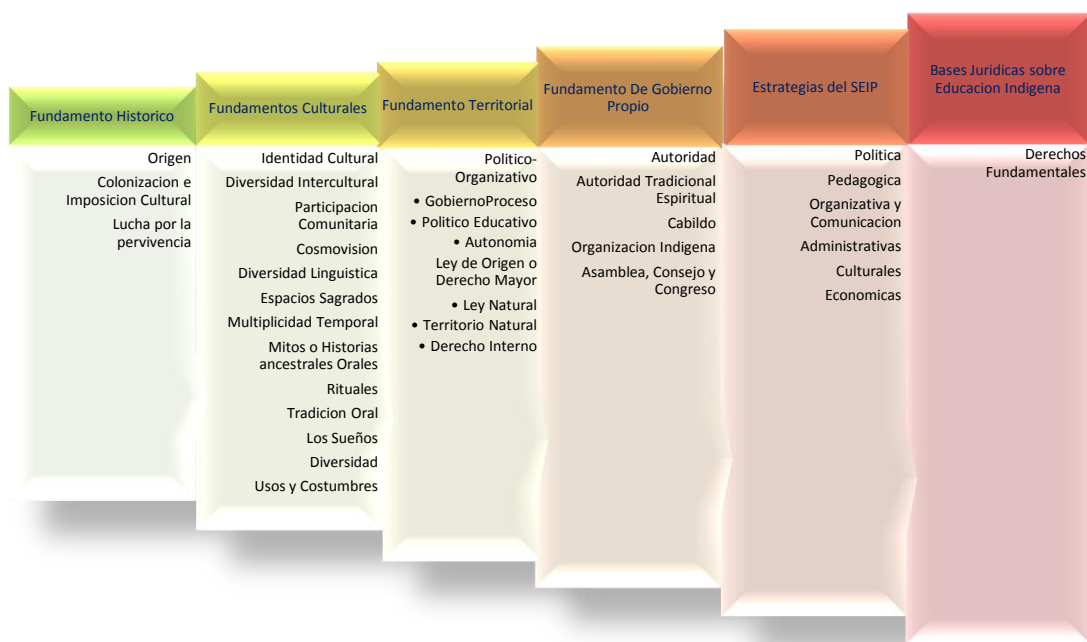 Fundamento Historico
Origen
Colonizacion e
Imposicion Cultural
Lucha por la
pervivencia
Fundamentos Culturales
Identidad Cultural
Diversidad Intercultural
Participacion
Comunitaria
Cosmovision
Diversidad Linguistica
Espacios Sagrados
Multiplicidad Temporal
Mitos o Historias
ancestrales Orales
Rituales
Tradicion Oral
Los Sueños
Diversidad
Usos y Costumbres
Fundamento Territorial
Politico-
Organizativo
• GobiernoProceso
• Politico Educativo
• Autonomia
Ley de Origen o
Derecho Mayor
• Ley Natural
• Territorio Natural
• Derecho Interno
Fundamento De Gobierno
Propio
Autoridad
Autoridad Tradicional
Espiritual
Cabildo
Organizacion Indigena
Asamblea, Consejo y
Congreso
Estrategias del SEIP
Politica
Pedagogica
Organizativa y
Comunicacion
Administrativas
Culturales
Economicas
Bases Juridicas sobre
Educacion Indigena
Derechos
Fundamentales